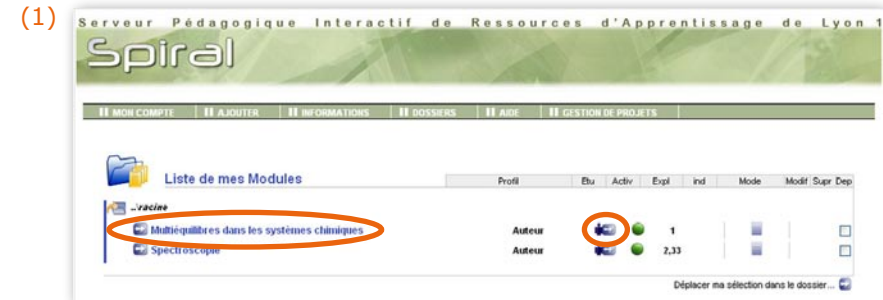 (1)
Serveur Pédagogique Interactif de Ressources d'Apprentissage de Lyon 1
Spiral
MON COMPTE AJOUTER INFORMATIONS DOSSIERS AIDE GESTION DE PROJETS
Liste de mes Modules Profil Etu Activ Expl ind Mode Modif Supr Dep
../racine
Multiéquilibres dans les systèmes chimiques Auteur 1
Spectroscopie Auteur 2,33
Déplacer ma sélection dans le dossier...